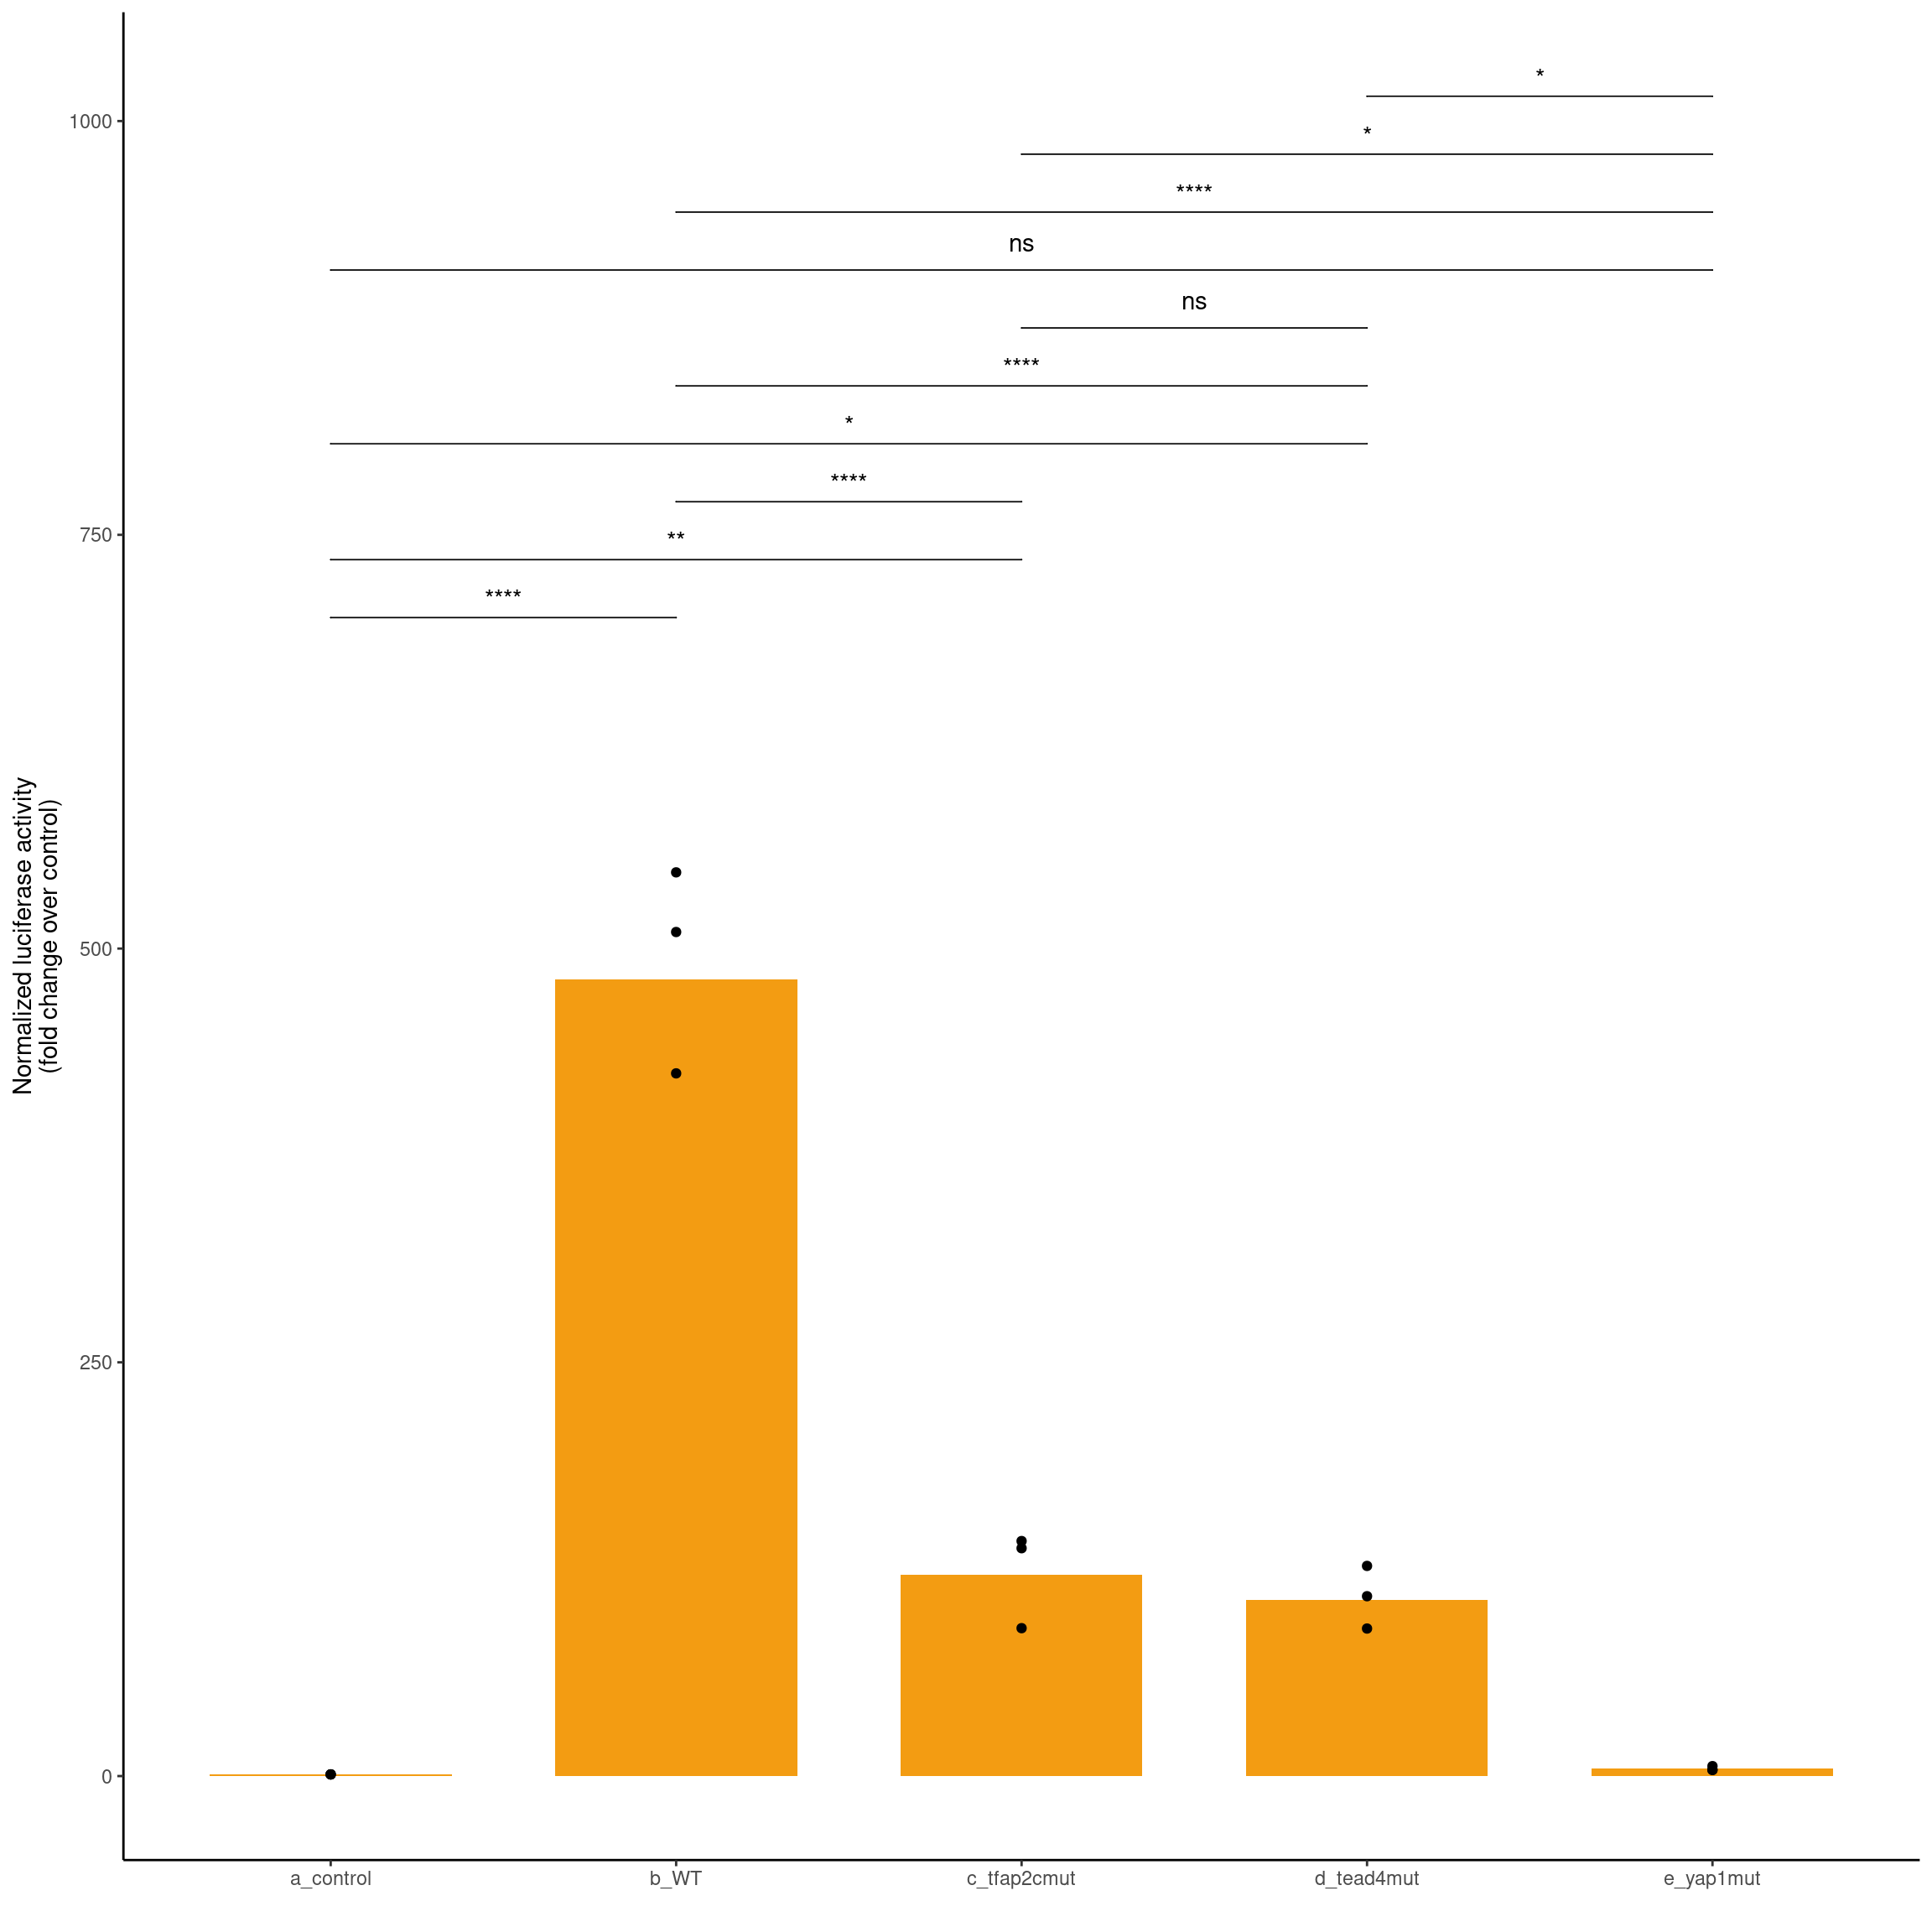 *
*
****
ns
ns
****
*
****
**
****
1000
750
500
250
0
Normalized luciferase activity
(fold change over control)
a_control
b_WT
c_tfap2cmut
d_tead4mut
e_yap1mut